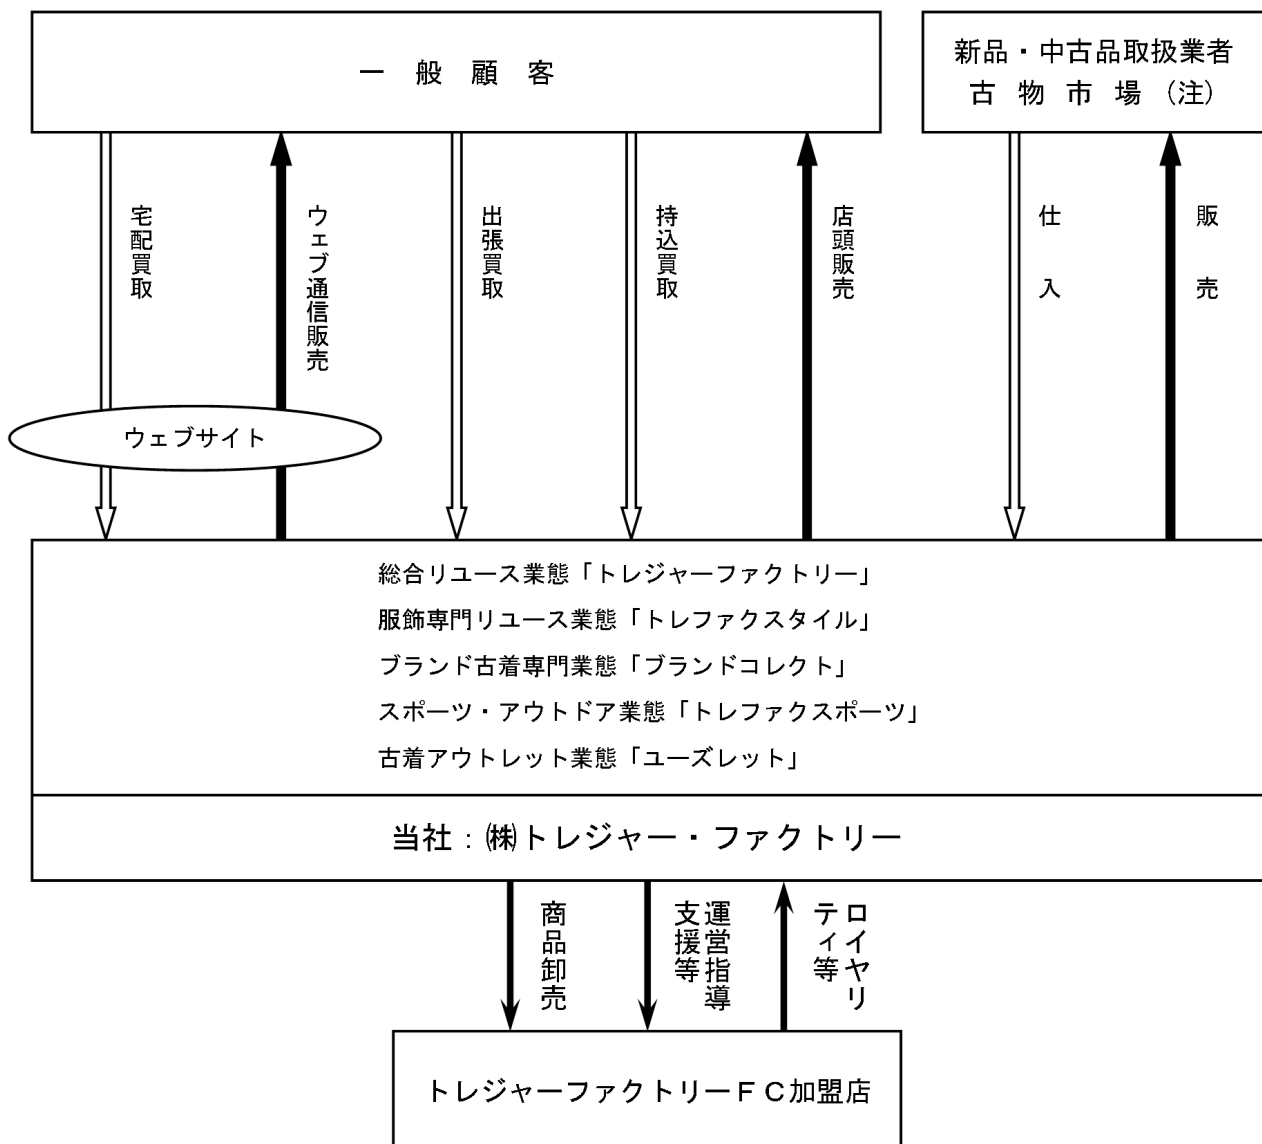 一般顧客
新品・中古品取扱業者
古物市場(注)
宅配買取
ウェブ通信販売
出張買取
持込買取
店頭販売
仕入
販売
ウェブサイト
総合リユース業態「トレジャーファクトリー」
服飾専門リユース業態「トレファクスタイル」
ブランド古着専門業態「ブランドコレクト」
スポーツ・アウトドア業態「トレファクスポーツ」
古着アウトレット業態「ユーズレット」
当社:㈱トレジャー・ファクトリー
商品卸売
運営指導
支援等
ロイヤリ
ティ等
トレジャーファクトリーFC加盟店